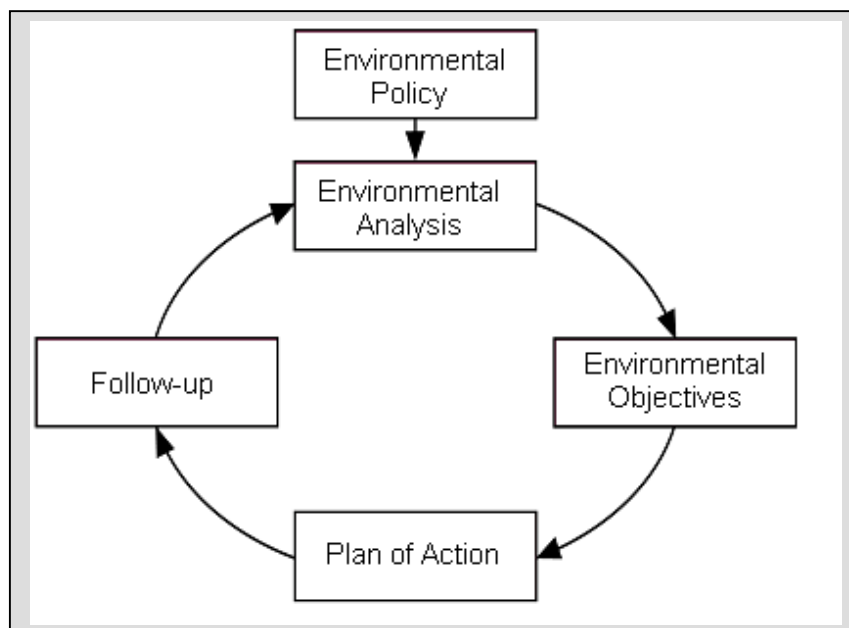 Environmental
Policy
Environmental
Analysis
Environmental
Objectives
Plan of Action
Follow-up